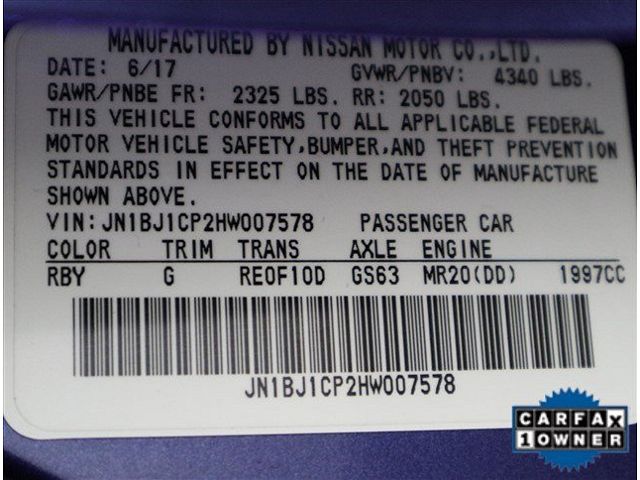 MANUFACTURED BY NISSAN MOTOR CO.,LTD.
DATE: 6/17 GVWR/PNBV: 4340 LBS.
GAWR/PNBE FR: 2325 LBS. RR: 2050 LBS.
THIS VEHICLE CONFORMS TO ALL APPLICABLE FEDERAL
MOTOR VEHICLE SAFETY,BUMPER,AND THEFT PREVENTION
STANDARDS IN EFFECT ON THE DATE OF MANUFACTURE
SHOWN ABOVE.
VIN:JN1BJ1CP2HW007578 PASSENGER CAR
COLOR TRIM TRANS AXLE ENGINE
RBY G RE0F10D GS63 MR20(DD) 1997CC
JN1BJ1CP2HW007578
CARFAX
1 OWNER